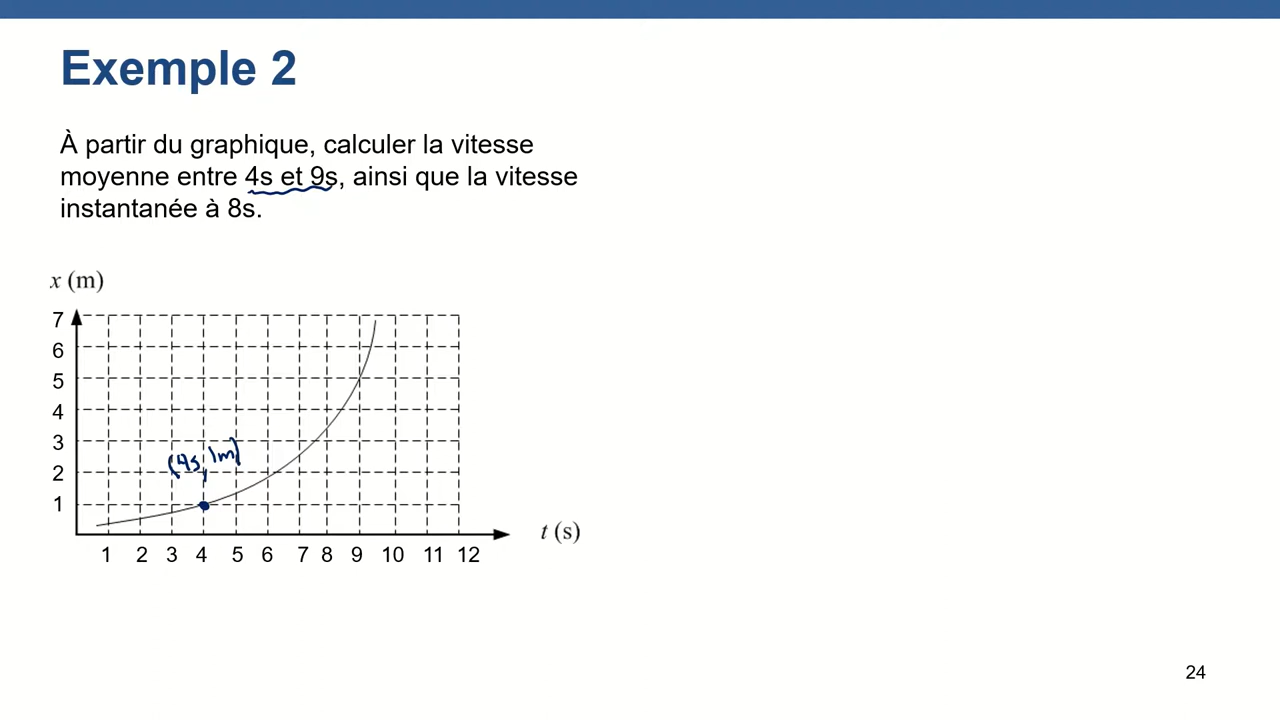 Exemple 2
À partir du graphique, calculer la vitesse
moyenne entre 4s et 9s, ainsi que la vitesse
instantanée à 8s.
x (m)
7
6
5
4
3
2
1
(4s, 1m)
t (s)
1 2 3 4 5 6 7 8 9 10 11 12
24